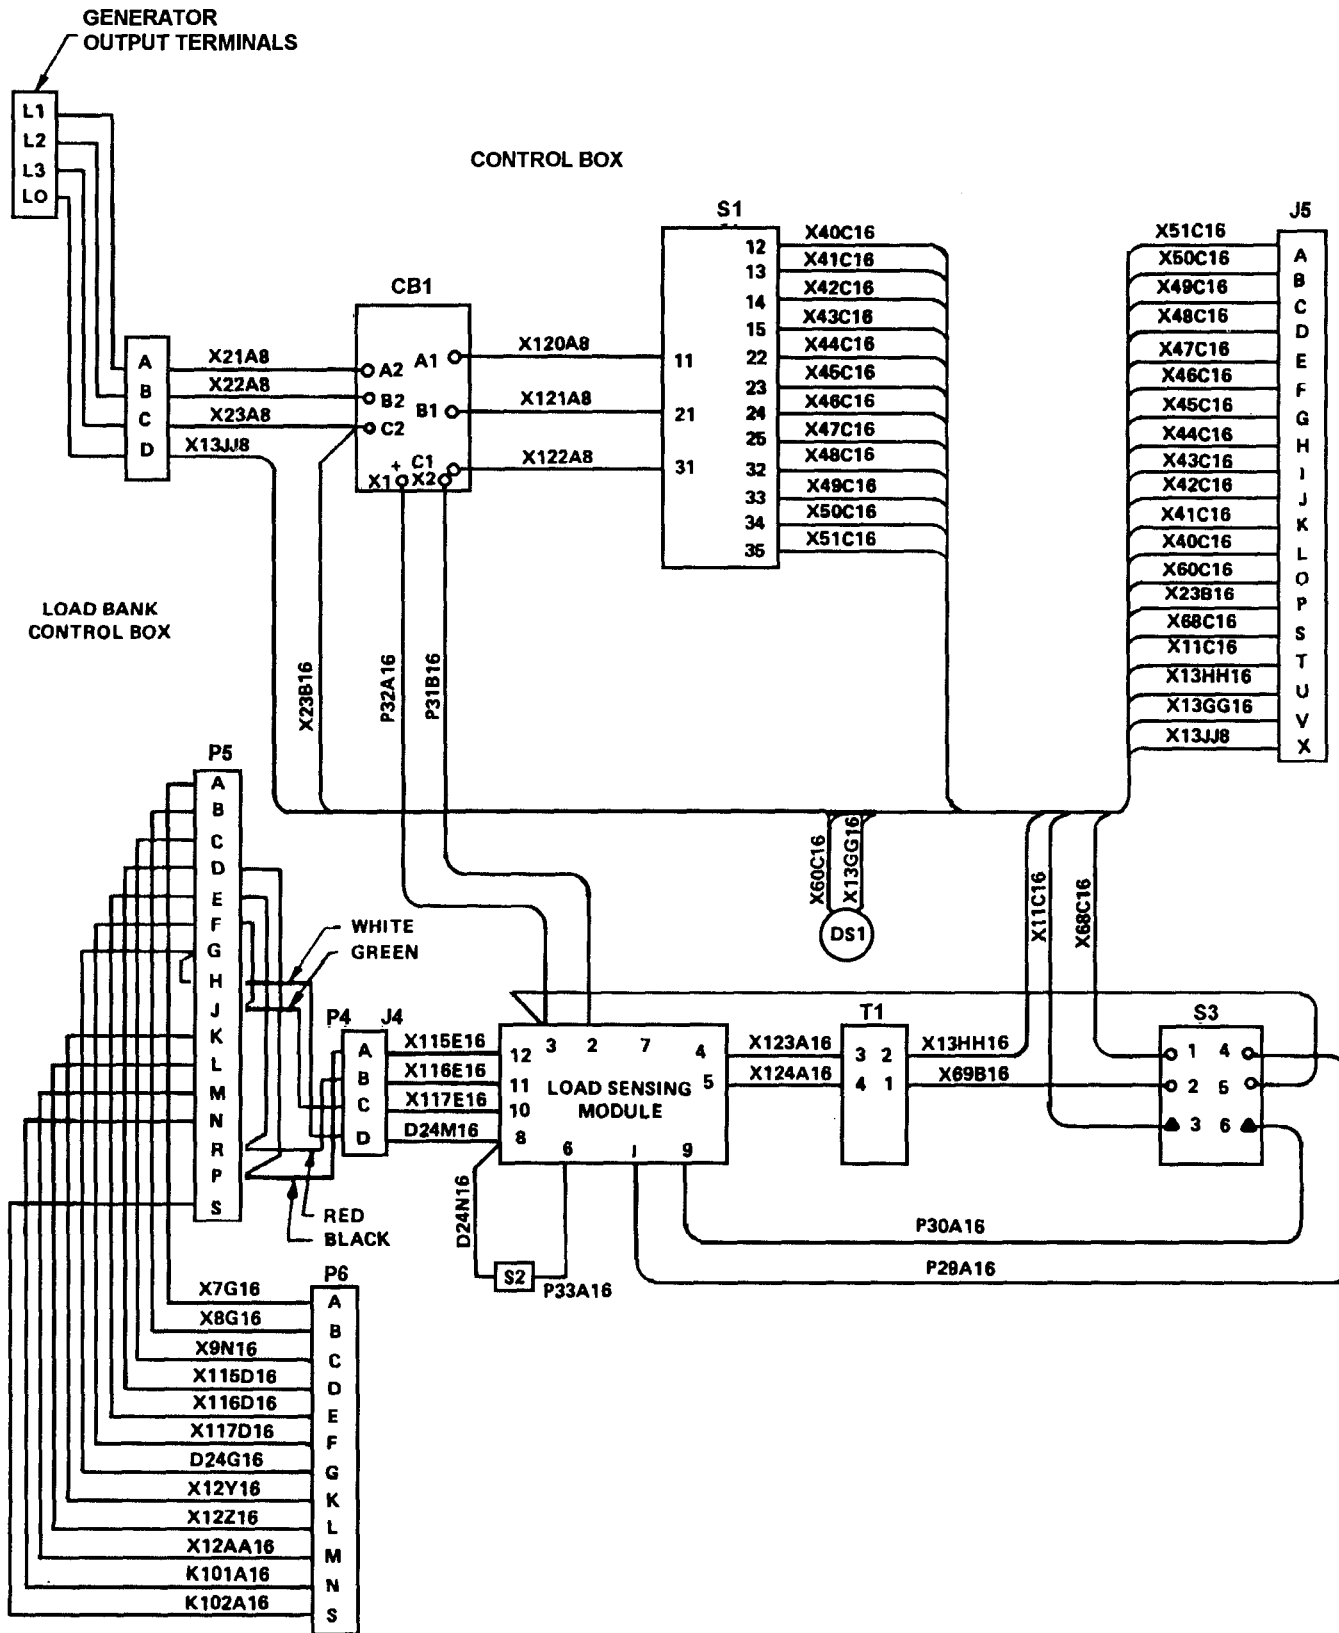 GENERATOR
OUTPUT TERMINALS
L1
L2
L3
LO
CONTROL BOX
S1
12 X40C16
13 X41C16
14 X42C16
15 X43C16
22 X44C16
23 X45C16
24 X46C16
25 X47C16
32 X48C16
33 X49C16
34 X50C16
35 X51C16
11
21
31
J5
X51C16 A
X50C16 B
X49C16 C
X48C16 D
X47C16 E
X46C16 F
X45C16 G
X44C16 H
X43C16 I
X42C16 J
X41C16 K
X40C16 L
X60C16 O
X23B16 P
X68C16 S
X11C16 T
X13HH16 U
X13GG16 V
X13JJ8 X
CB1
A2 A1
B2 B1
C2 C1
+
X1 X2
X120A8
X121A8
X122A8
A X21A8
B X22A8
C X23A8
D X13JJ8
LOAD BANK
CONTROL BOX
X23B16
P32A16
P31B16
X60C16
X13GG16
DS1
X11C16
X68C16
P5
A
B
C
D
E
F
G
H
J
K
L
M
N
R
P
S
WHITE
GREEN
RED
BLACK
P4 J4
A X115E16
B X116E16
C X117E16
D D24M16
12 3 2 7 4
11 5
10
8 6 I 9
LOAD SENSING
MODULE
X123A16
X124A16
T1
3 2
4 1
X13HH16
X69B16
S3
1 4
2 5
3 6
D24N16
S2
P33A16
P30A16
P29A16
P6
X7G16 A
X8G16 B
X9N16 C
X115D16 D
X116D16 E
X117D16 F
D24G16 G
X12Y16 K
X12Z16 L
X12AA16 M
K101A16 N
K102A16 S